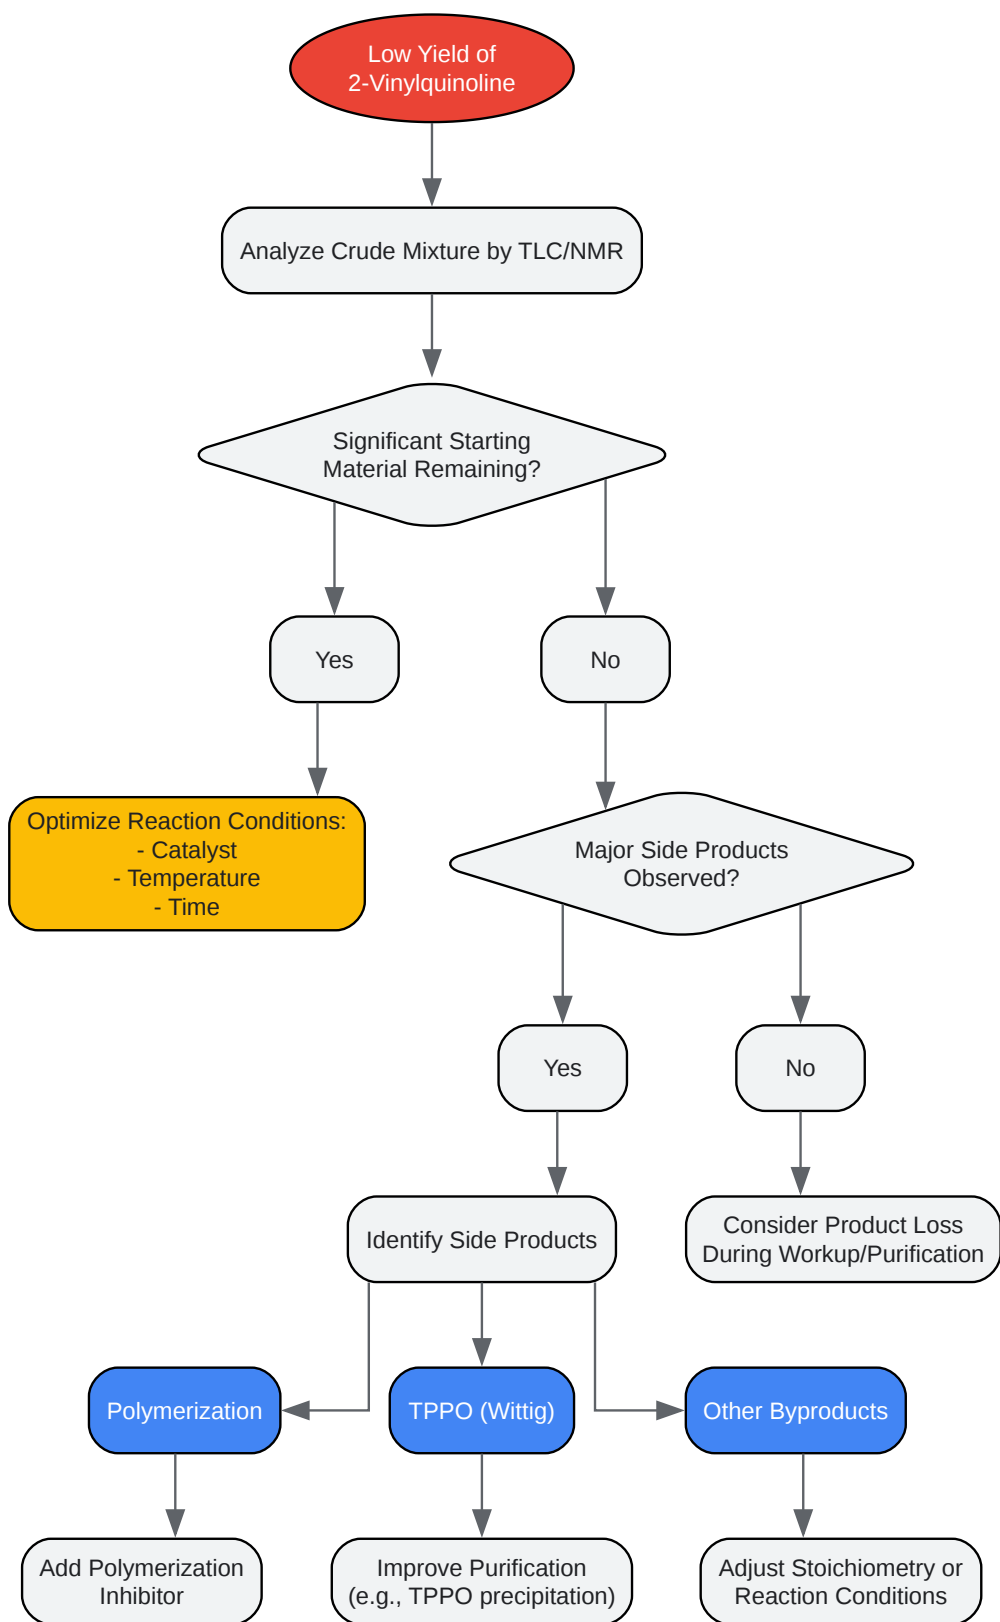 Low Yield of
2-Vinylquinoline
Analyze Crude Mixture by TLC/NMR
Significant Starting
Material Remaining?
Yes
No
Optimize Reaction Conditions:
- Catalyst
- Temperature
- Time
Major Side Products
Observed?
Yes
No
Identify Side Products
Consider Product Loss
During Workup/Purification
Polymerization
TPPO (Wittig)
Other Byproducts
Add Polymerization
Inhibitor
Improve Purification
(e.g., TPPO precipitation)
Adjust Stoichiometry or
Reaction Conditions